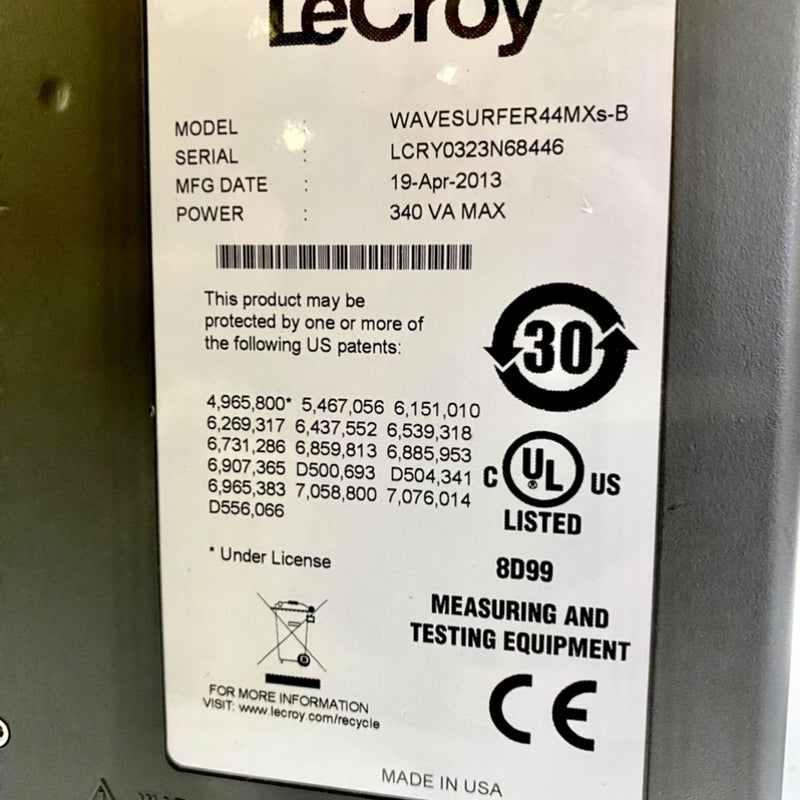 LeCroy
MODEL : WAVESURFER44MXs-B
SERIAL : LCRY0323N68446
MFG DATE : 19-Apr-2013
POWER : 340 VA MAX
This product may be
protected by one or more of
the following US patents:
4,965,800* 5,467,056 6,151,010
6,269,317 6,437,552 6,539,318
6,731,286 6,859,813 6,885,953
6,907,365 D500,693 D504,341
6,965,383 7,058,800 7,076,014
D556,066
* Under License
30
C UL® US
LISTED
8D99
MEASURING AND
TESTING EQUIPMENT
FOR MORE INFORMATION
VISIT: www.lecroy.com/recycle
CE
MADE IN USA